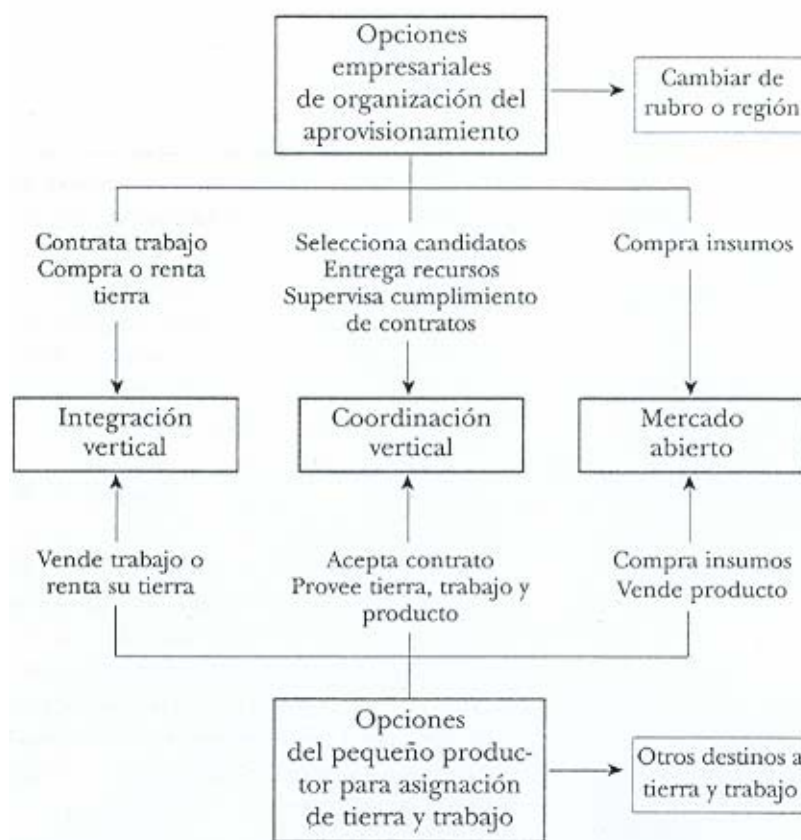 Opciones
empresariales
de organización del
aprovisionamiento
Cambiar de
rubro o región
Contrata trabajo
Compra o renta
tierra
Selecciona candidatos
Entrega recursos
Supervisa cumplimiento
de contratos
Compra insumos
Integración
vertical
Coordinación
vertical
Mercado
abierto
Vende trabajo o
renta su tierra
Acepta contrato
Provee tierra, trabajo y
producto
Compra insumos
Vende producto
Opciones
del pequeño produc-
tor para asignación
de tierra y trabajo
Otros destinos a
tierra y trabajo